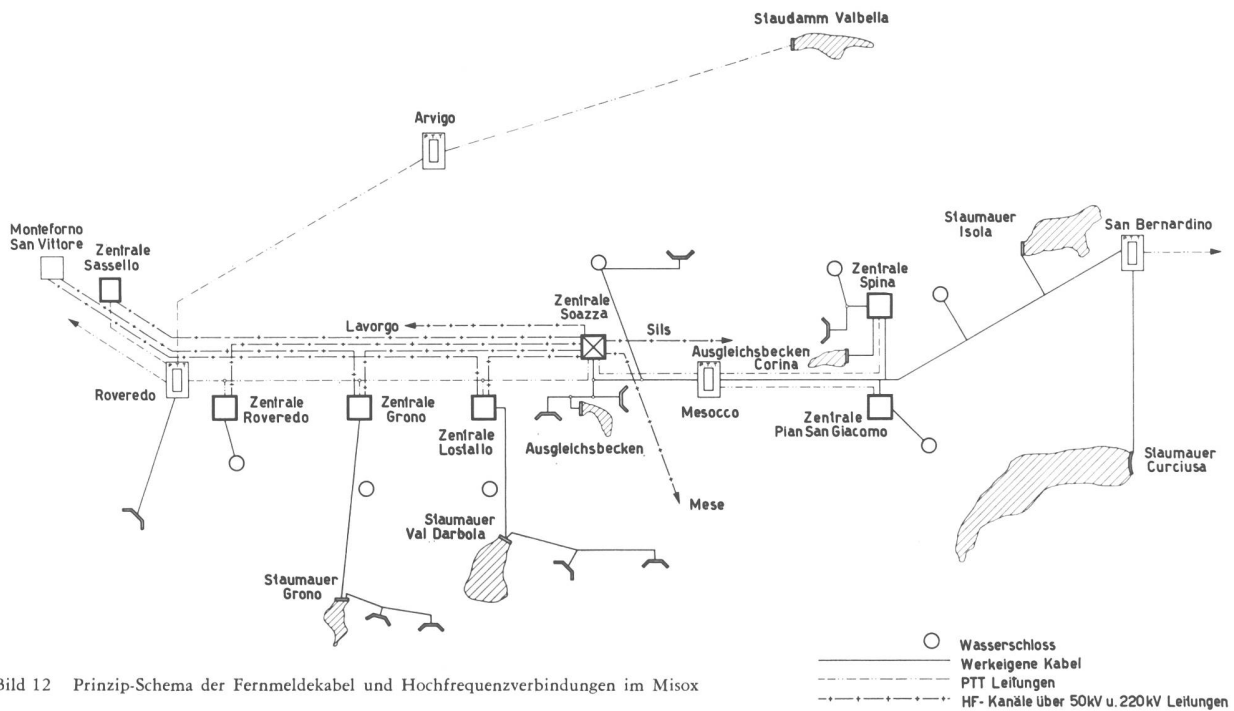 Staudamm Valbella
Arvigo
Monteforno
San Vittore
Zentrale
Sassello
Staumauer
Isola
San Bernardino
Zentrale
Spina
Zentrale
Soazza
Lavorgo
Sils
Ausgleichsbecken
Corina
Roveredo
Zentrale
Roveredo
Zentrale
Grono
Zentrale
Lostallo
Ausgleichsbecken
Mesocco
Zentrale
Pian San Giacomo
Staumauer
Curciusa
Mese
Staumauer
Val Darbola
Staumauer
Grono
Wasserschloss
Werkeigene Kabel
PTT Leitungen
HF-Kanäle über 50kV u. 220kV Leitungen
Bild 12 Prinzip-Schema der Fernmeldekabel und Hochfrequenzverbindungen im Misox